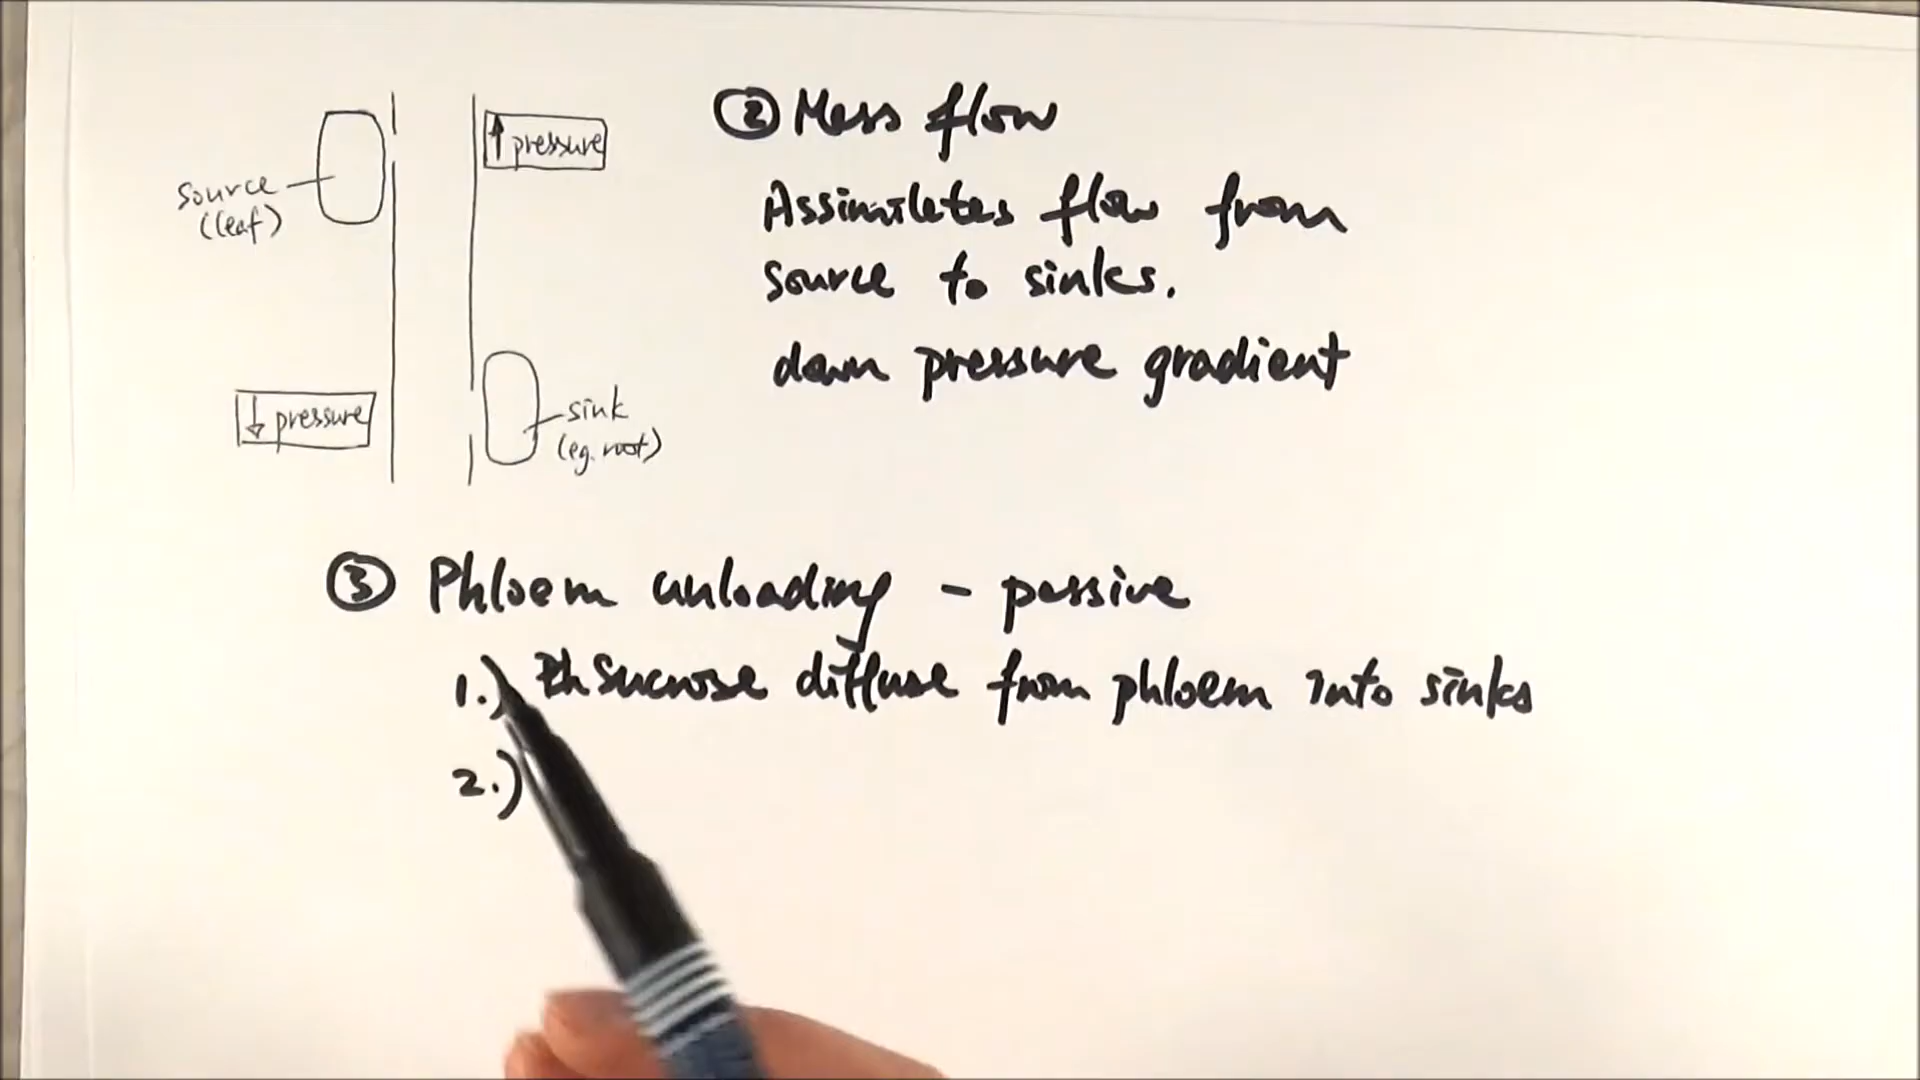 ② Mass flow
↑ pressure
source
(leaf)
Assimilates flow from
source to sinks.
down pressure gradient
↓ pressure
sink
(eg. root)
③ Phloem unloading - passive
1.) Sucrose diffuse from phloem into sinks
2.)